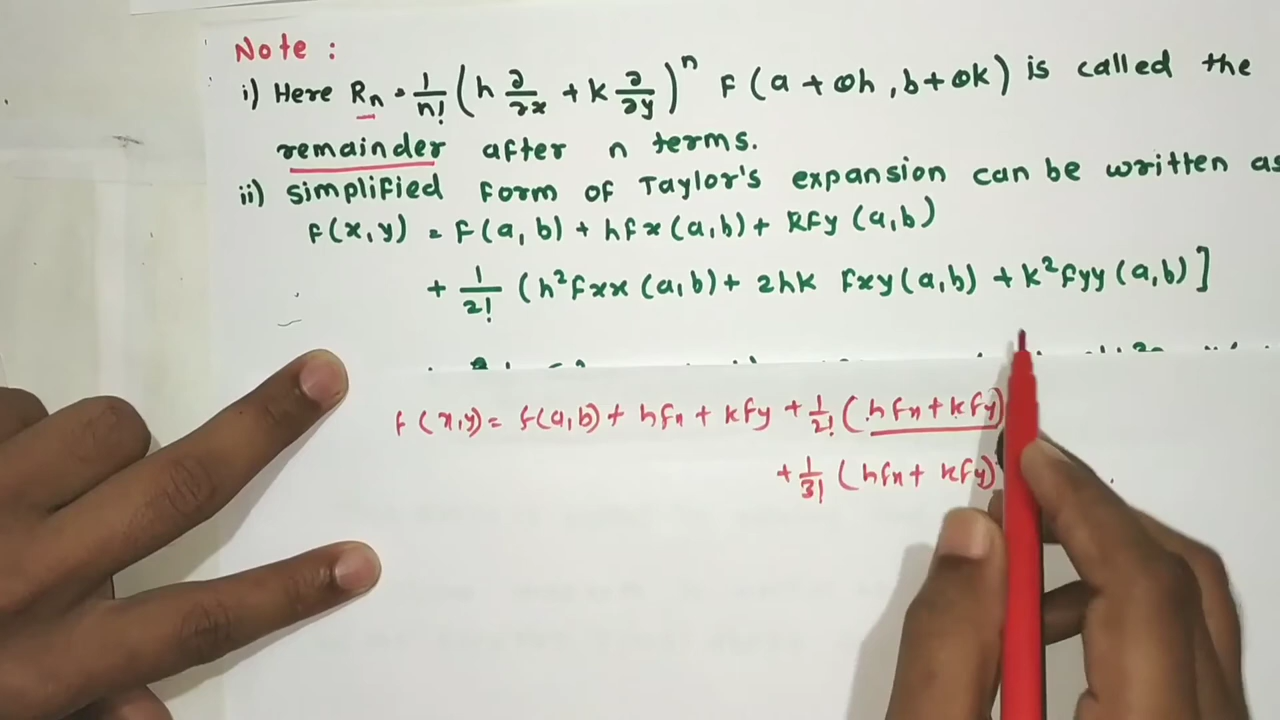 Note :
i) Here Rn = 1/n! (h ∂/∂x + k ∂/∂y)^n F(a + θh, b + θk) is called the
remainder after n terms.
ii) simplified form of Taylor's expansion can be written as
F(x, y) = F(a, b) + hfx(a, b) + kfy (a, b)
+ 1/2! (h²fxx (a, b) + 2hk fxy (a, b) + k²fyy (a, b)]
f(x,y) = f(a,b) + hfx + kfy + 1/2! (hfx + kfy)
+ 1/3! (hfx + kfy)